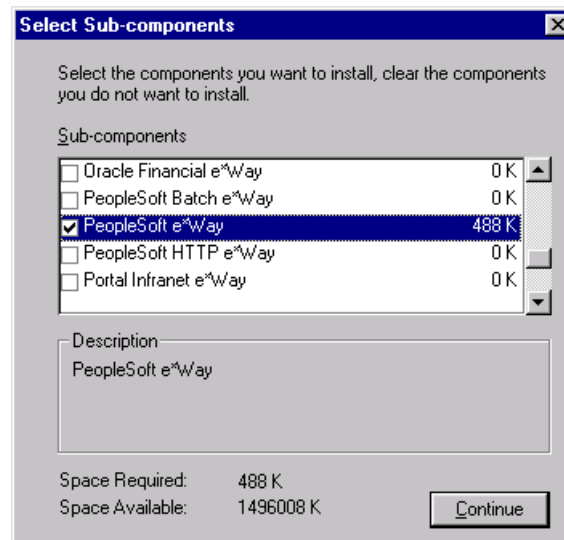 Select Sub-components
Select the components you want to install, clear the components
you do not want to install.
Sub-components
Oracle Financial e*Way 0 K
PeopleSoft Batch e*Way 0 K
PeopleSoft e*Way 488 K
PeopleSoft HTTP e*Way 0 K
Portal Infranet e*Way 0 K
Description
PeopleSoft e*Way
Space Required: 488 K
Space Available: 1496008 K
Continue